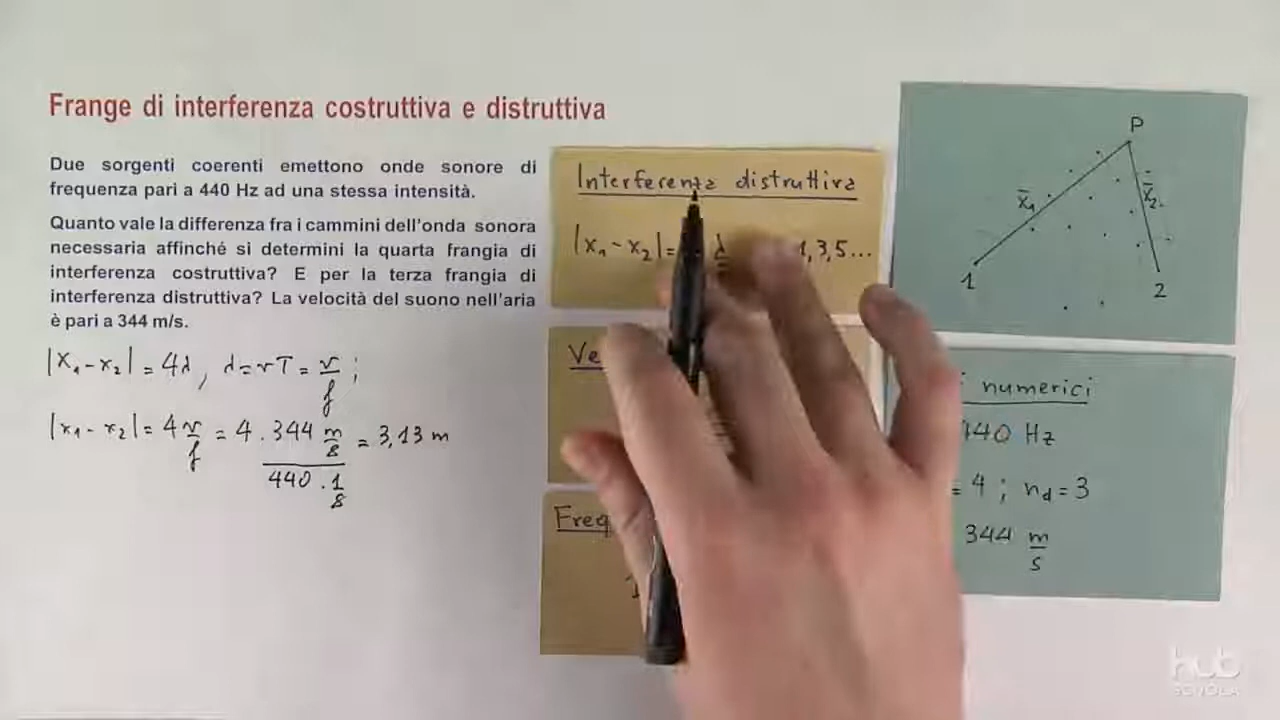 Frange di interferenza costruttiva e distruttiva
Due sorgenti coerenti emettono onde sonore di
frequenza pari a 440 Hz ad una stessa intensità.
Quanto vale la differenza fra i cammini dell'onda sonora
necessaria affinché si determini la quarta frangia di
interferenza costruttiva? E per la terza frangia di
interferenza distruttiva? La velocità del suono nell'aria
è pari a 344 m/s.
|x₁-x₂| = 4λ, λ=vT = v/f ;
|x₁-x₂| = 4 v/f = 4 · 344 m/s / 440 · 1/s = 3,13 m
Interferenza distruttiva
|x₁-x₂| = λ 1,3,5...
Ve
Freq
P
x̄₁
x̄₂
1
2
numerici
440 Hz
= 4 ; n_d = 3
344 m/s
hub
SCUOLA